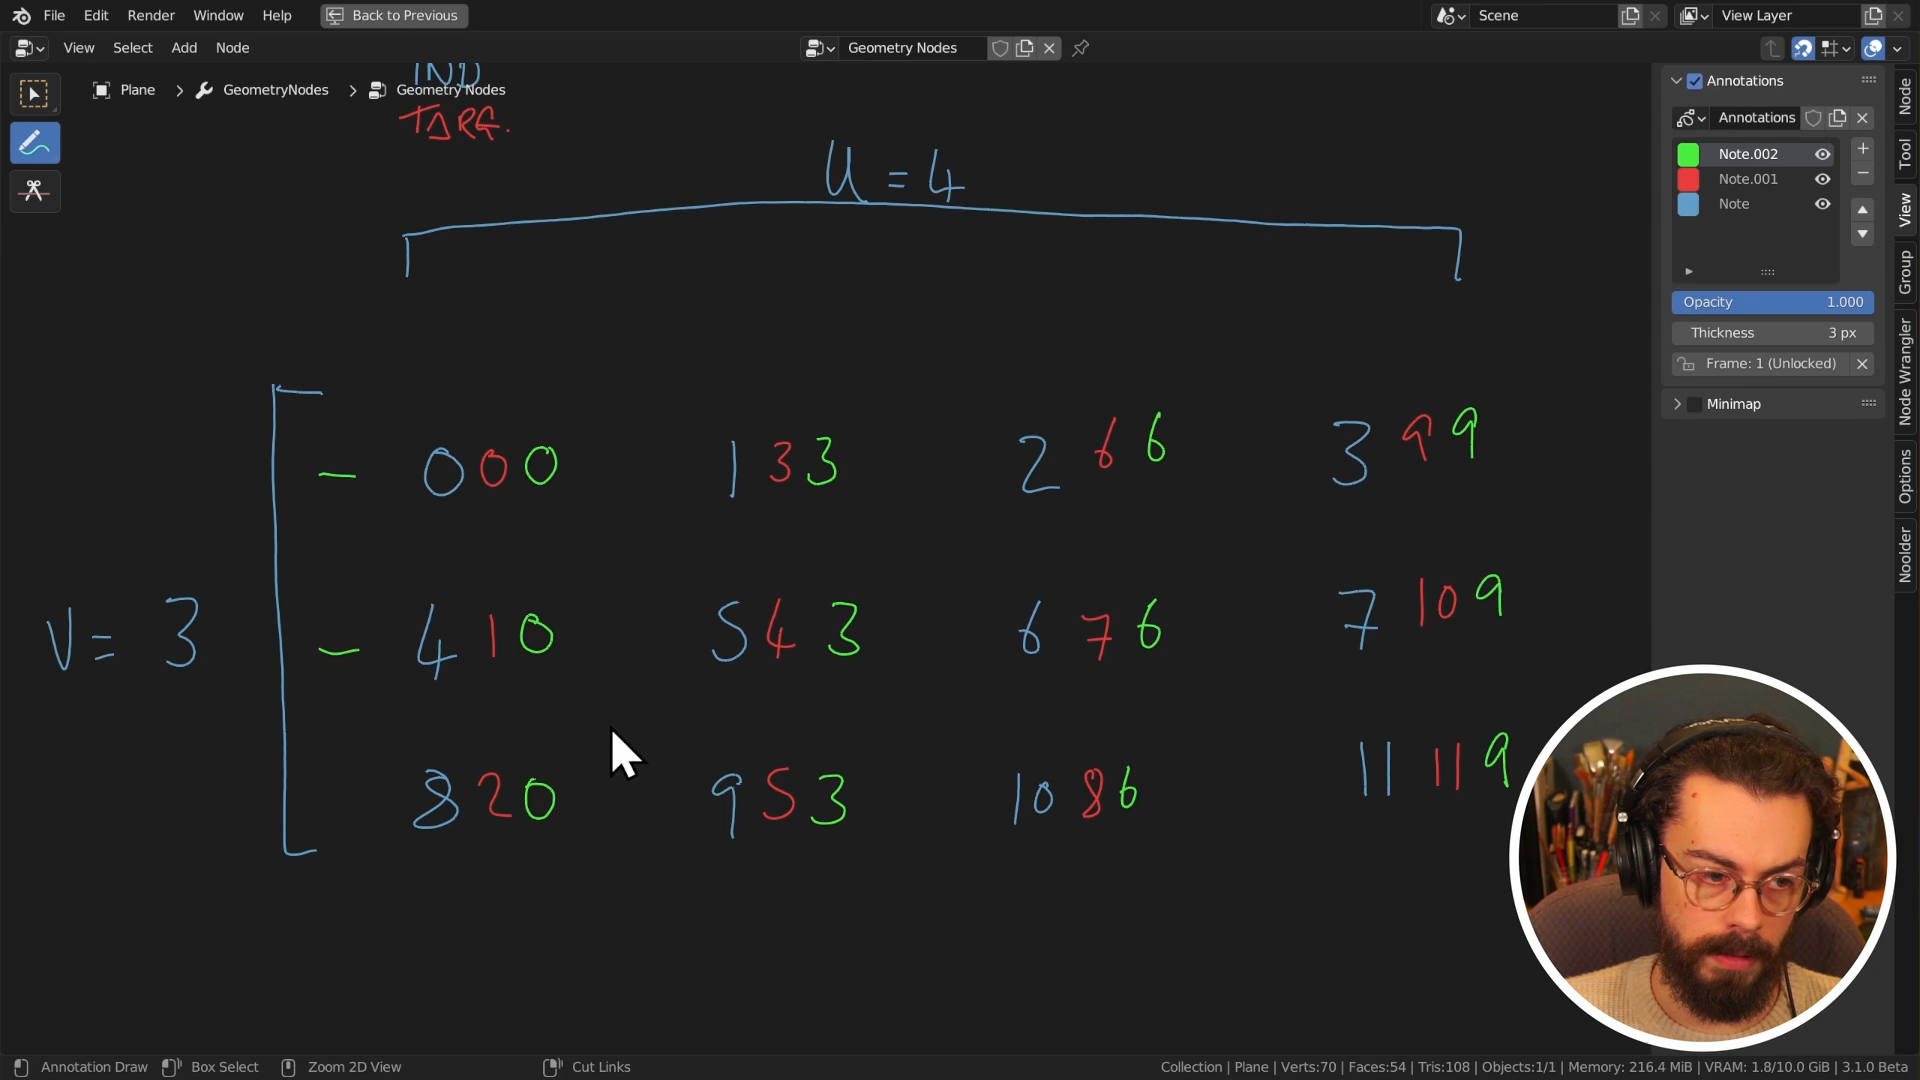 File Edit Render Window Help Back to Previous Scene View Layer
View Select Add Node Geometry Nodes
Plane > GeometryNodes > Geometry Nodes
IND
TARG.
U = 4
V = 3
- 0 0 0 1 3 3 2 6 6 3 9 9
- 4 1 0 5 4 3 6 7 6 7 10 9
8 2 0 9 5 3 10 8 6 11 11 9
Annotations
Annotations
Note.002
Note.001
Note
Opacity 1.000
Thickness 3 px
Frame: 1 (Unlocked)
Minimap
Node
Tool
View
Group
Node Wrangler
Options
Noolder
Annotation Draw Box Select Zoom 2D View Cut Links Collection | Plane | Verts:70 | Faces:54 | Tris:108 | Objects:1/1 | Memory: 216.4 MiB | VRAM: 1.8/10.0 GiB | 3.1.0 Beta